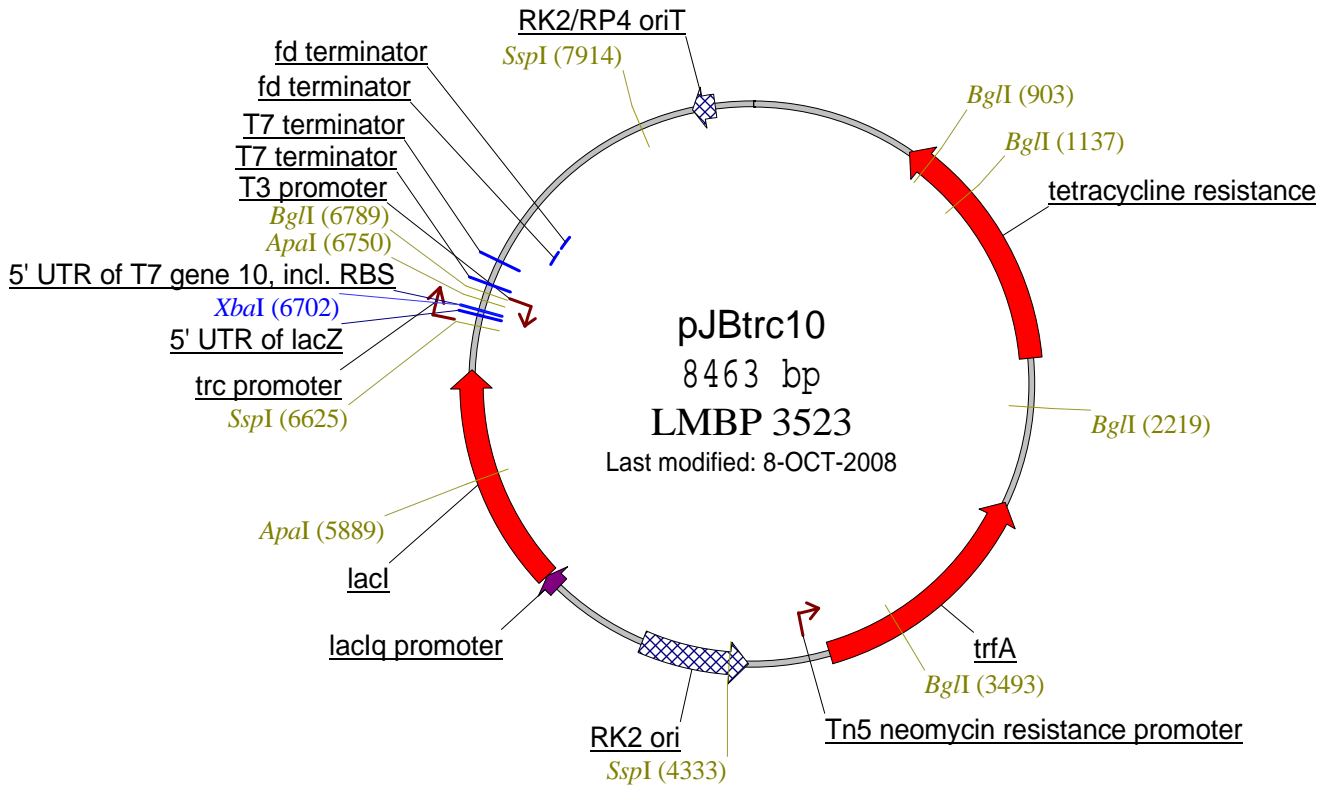 RK2/RP4 oriT
fd terminator
SspI (7914)
fd terminator
BglI (903)
T7 terminator
BglI (1137)
T7 terminator
T3 promoter
tetracycline resistance
BglI (6789)
ApaI (6750)
5' UTR of T7 gene 10, incl. RBS
XbaI (6702)
5' UTR of lacZ
trc promoter
SspI (6625)
pJBtrc10
8463 bp
LMBP 3523
Last modified: 8-OCT-2008
BglI (2219)
ApaI (5889)
lacI
lacIq promoter
trfA
BglI (3493)
Tn5 neomycin resistance promoter
RK2 ori
SspI (4333)